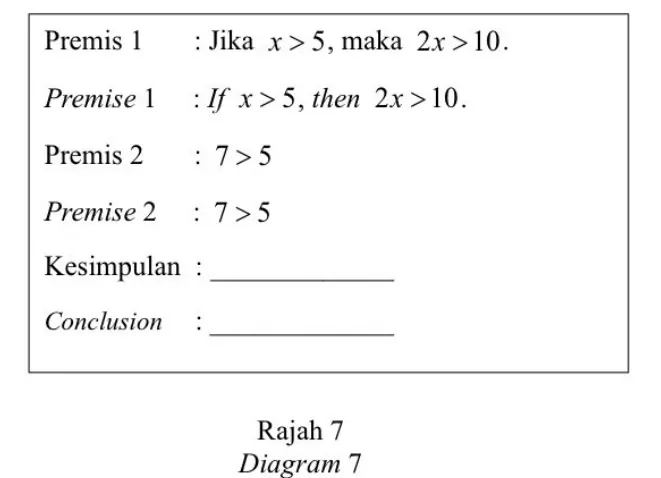 Premis 1 : Jika x > 5, maka 2x > 10.
Premise 1 : If x > 5, then 2x > 10.
Premis 2 : 7 > 5
Premise 2 : 7 > 5
Kesimpulan : ______________
Conclusion : ______________
Rajah 7
Diagram 7